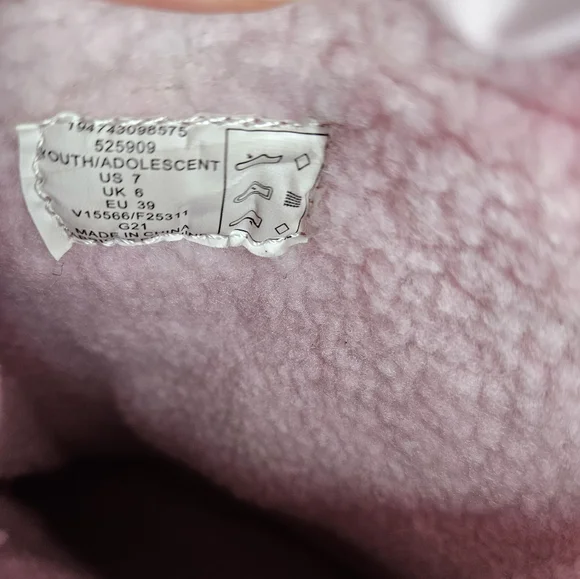 194743098575
525909
YOUTH/ADOLESCENT
US 7
UK 6
EU 39
V15566/F25311
G21
MADE IN CHINA